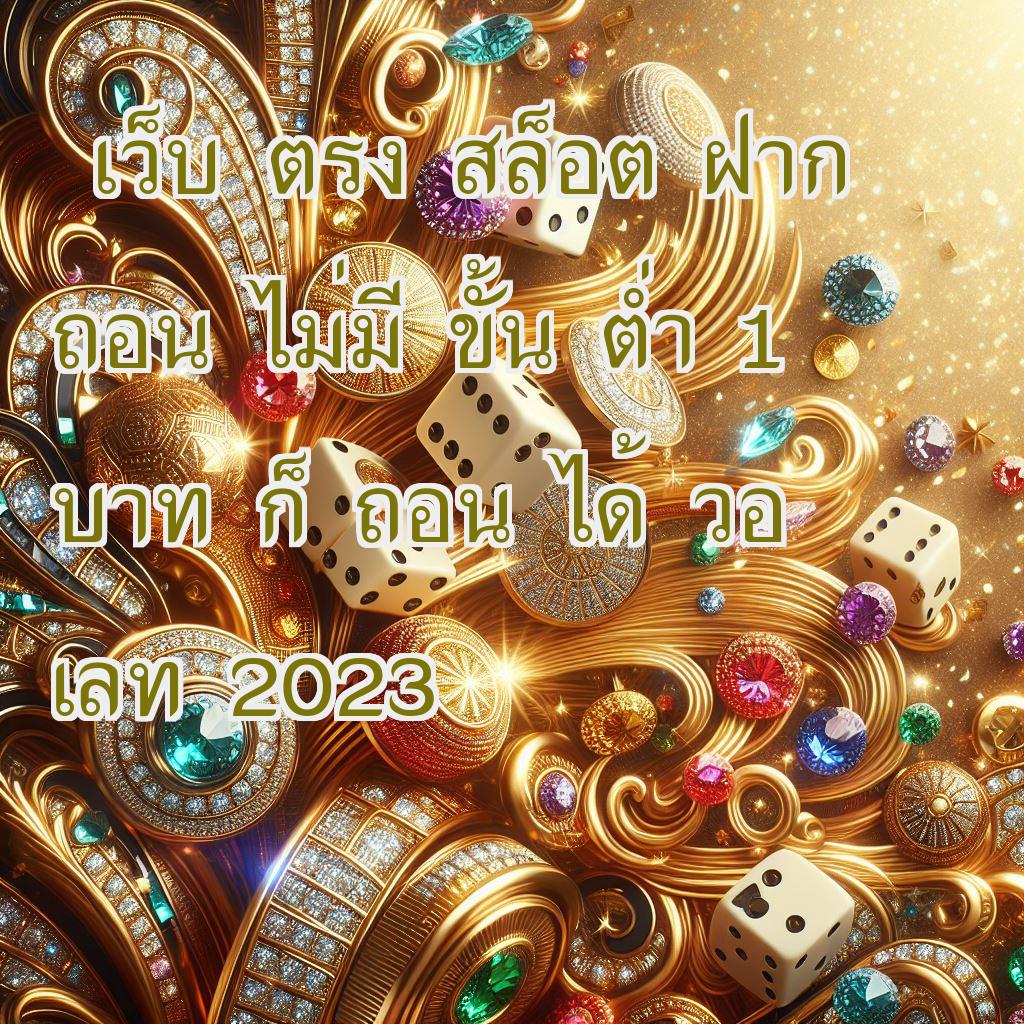 เว็บ ตรง สล็อต ฝาก
ถอน ไม่มี ขั้น ต่ํา 1
บาท ก็ ถอน ได้ วอ
เลท 2023